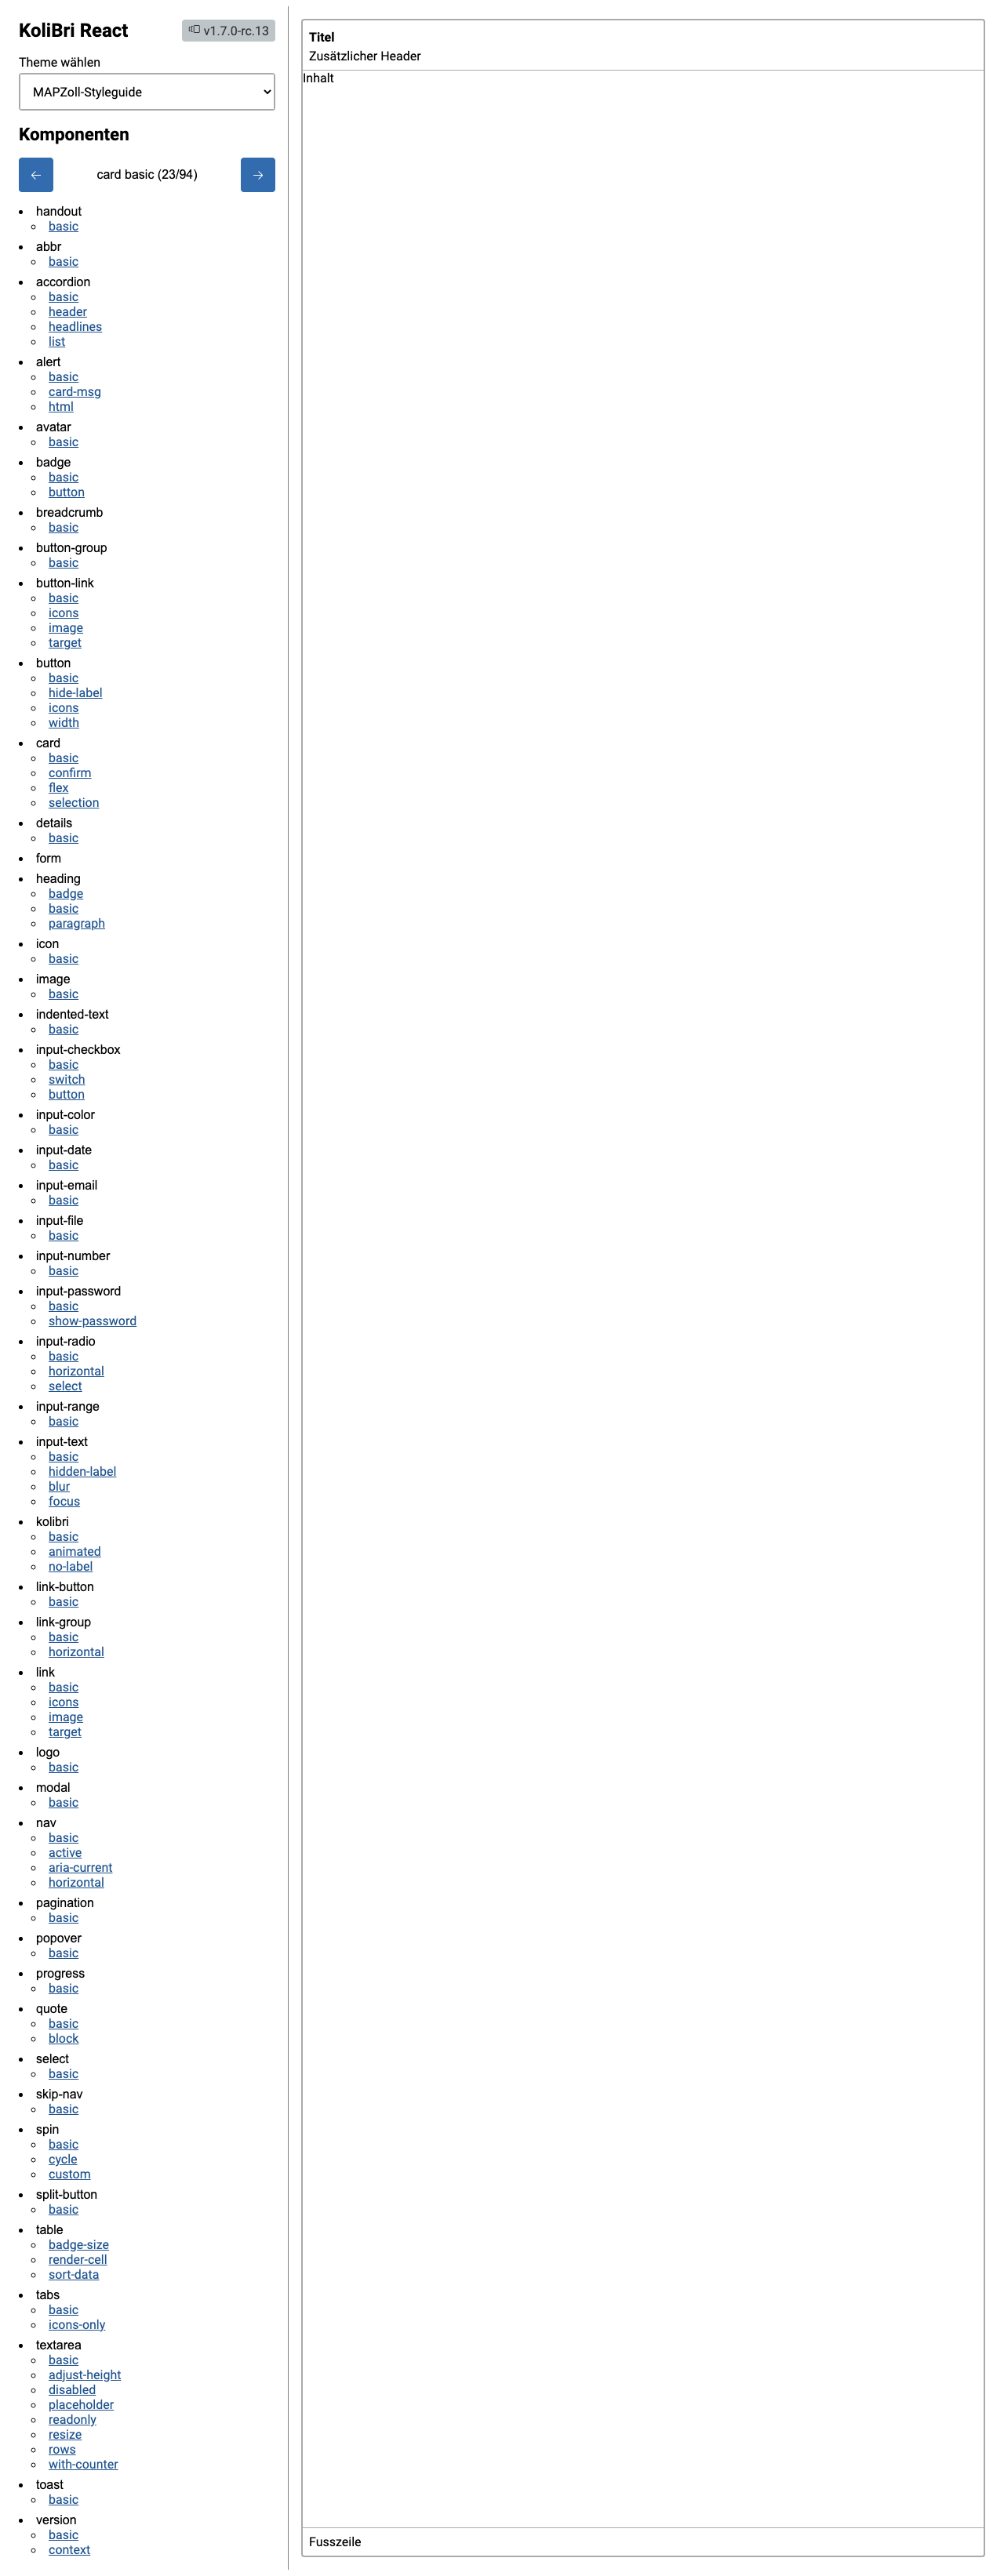 KoliBri React
v1.7.0-rc.13
Theme wählen
MAPZoll-Styleguide
Komponenten
←
card basic (23/94)
→
handout
basic
abbr
basic
accordion
basic
header
headlines
list
alert
basic
card-msg
html
avatar
basic
badge
basic
button
breadcrumb
basic
button-group
basic
button-link
basic
icons
image
target
button
basic
hide-label
icons
width
card
basic
confirm
flex
selection
details
basic
form
heading
badge
basic
paragraph
icon
basic
image
basic
indented-text
basic
input-checkbox
basic
switch
button
input-color
basic
input-date
basic
input-email
basic
input-file
basic
input-number
basic
input-password
basic
show-password
input-radio
basic
horizontal
select
input-range
basic
input-text
basic
hidden-label
blur
focus
kolibri
basic
animated
no-label
link-button
basic
link-group
basic
horizontal
link
basic
icons
image
target
logo
basic
modal
basic
nav
basic
active
aria-current
horizontal
pagination
basic
popover
basic
progress
basic
quote
basic
block
select
basic
skip-nav
basic
spin
basic
cycle
custom
split-button
basic
table
badge-size
render-cell
sort-data
tabs
basic
icons-only
textarea
basic
adjust-height
disabled
placeholder
readonly
resize
rows
with-counter
toast
basic
version
basic
context
Titel
Zusätzlicher Header
Inhalt
Fusszeile